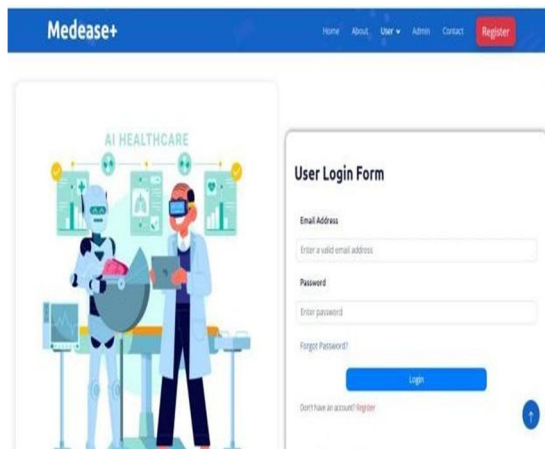 Medease+
Home About User Admin Contact Register
AI HEALTHCARE
User Login Form
Email Address
Enter a valid email address
Password
Enter password
Forgot Password?
Login
Don't have an account? Register